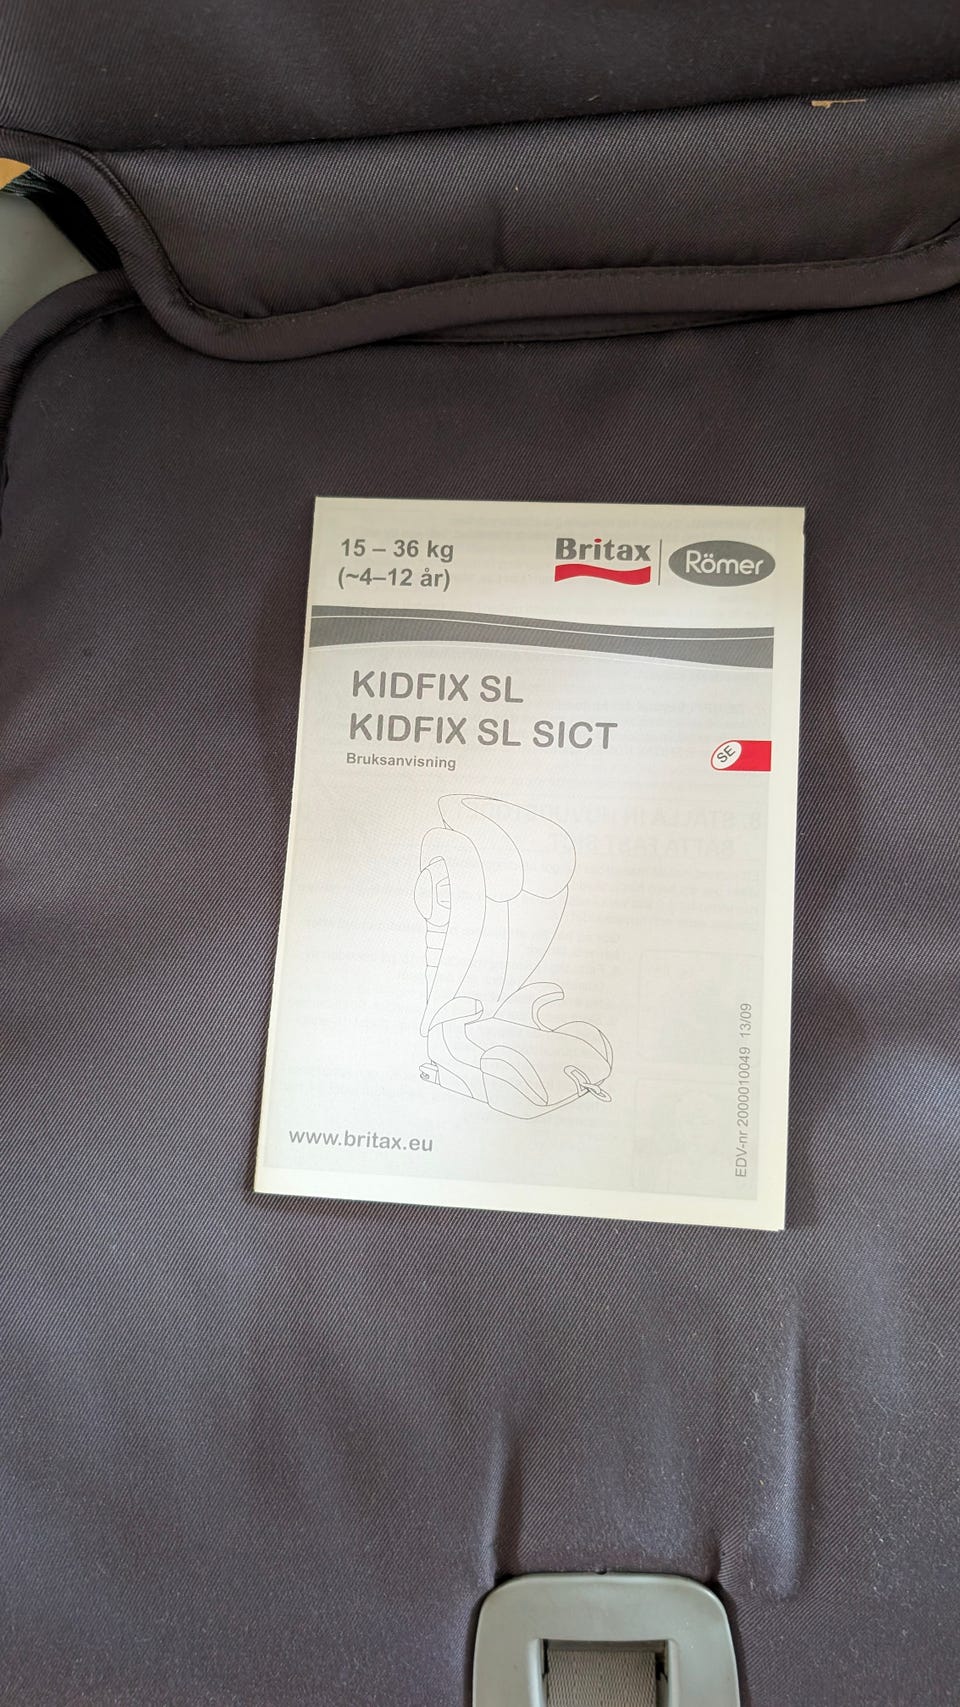 15 – 36 kg
(~4–12 år)
Britax
Römer
KIDFIX SL
KIDFIX SL SICT
Bruksanvisning
SE
www.britax.eu
EDV-nr 2000010049 13/09